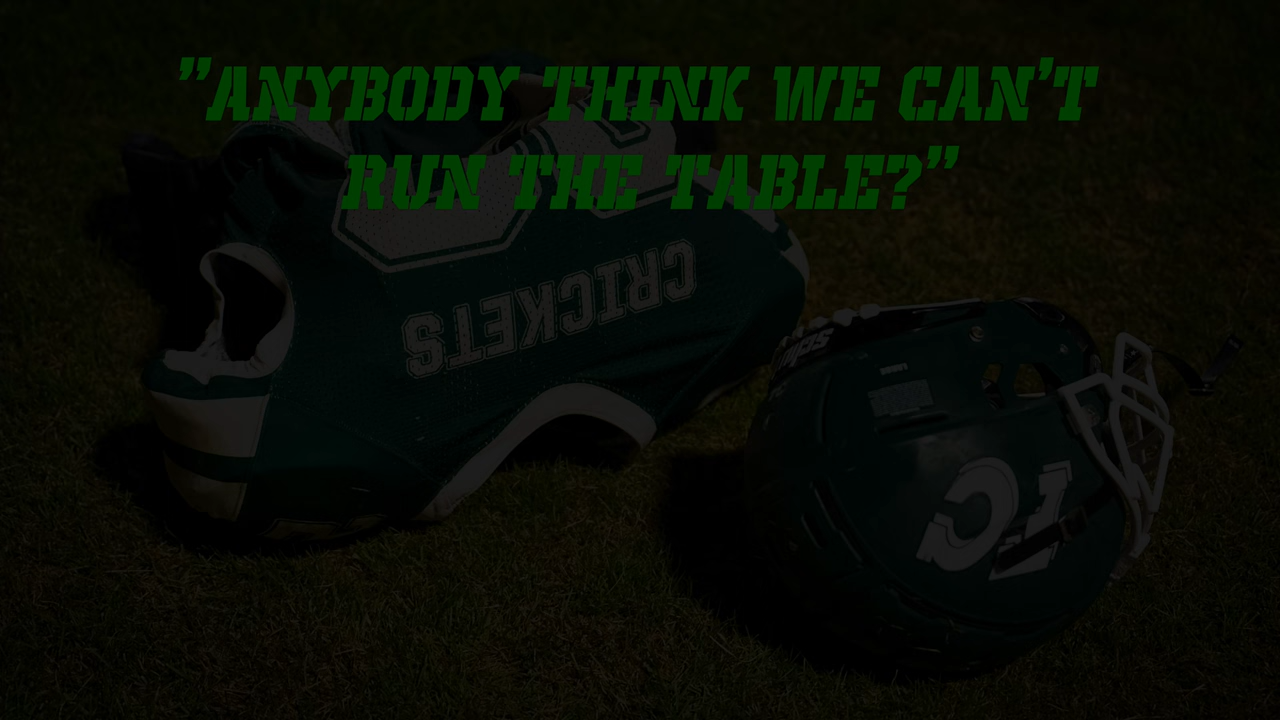 ”ANYBODY THINK WE CAN’T
RUN THE TABLE?”
CRICKETS
TC